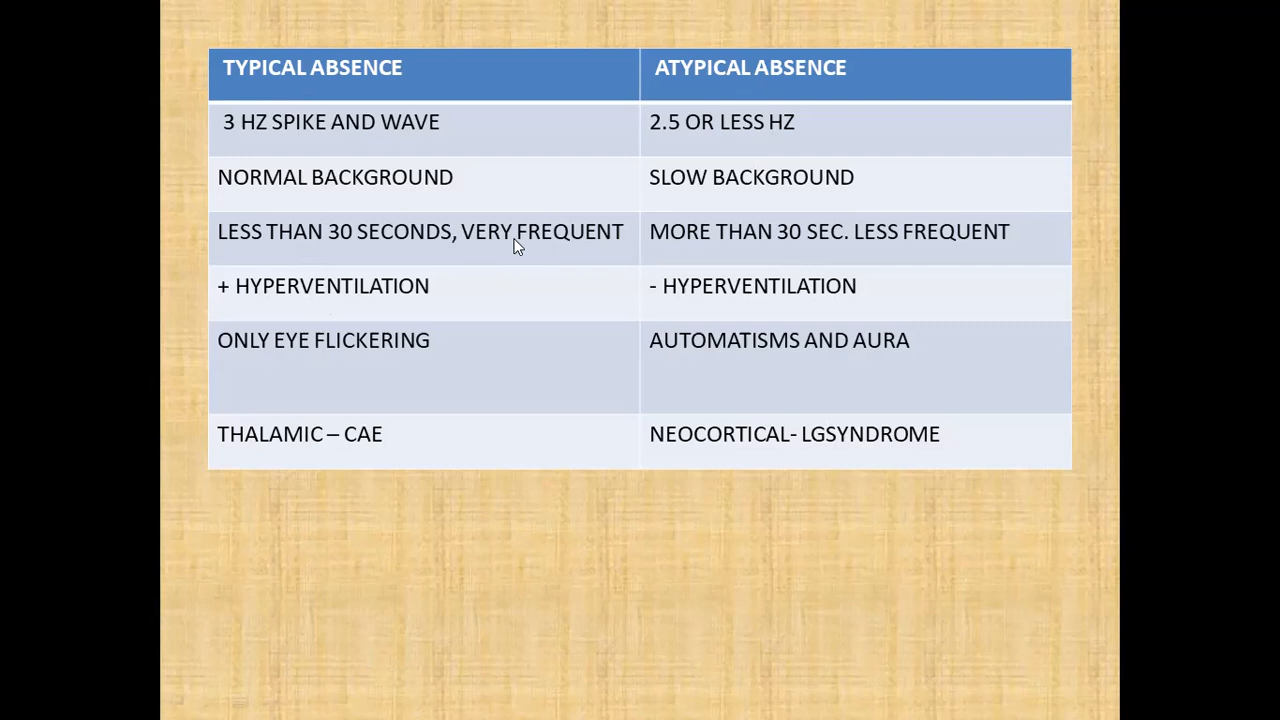 TYPICAL ABSENCE
ATYPICAL ABSENCE
3 HZ SPIKE AND WAVE
2.5 OR LESS HZ
NORMAL BACKGROUND
SLOW BACKGROUND
LESS THAN 30 SECONDS, VERY FREQUENT
MORE THAN 30 SEC. LESS FREQUENT
+ HYPERVENTILATION
- HYPERVENTILATION
ONLY EYE FLICKERING
AUTOMATISMS AND AURA
THALAMIC – CAE
NEOCORTICAL- LGSYNDROME